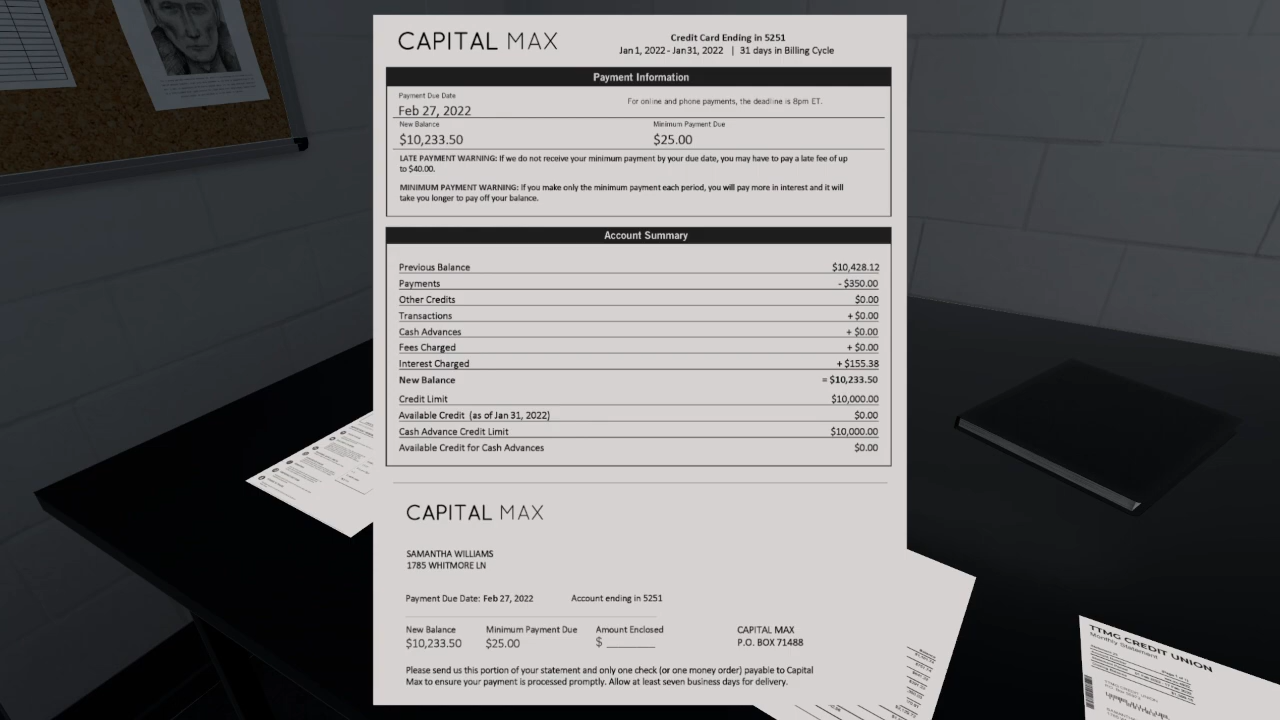 CAPITAL MAX
Credit Card Ending in 5251
Jan 1, 2022 - Jan 31, 2022 | 31 days in Billing Cycle
Payment Information
Payment Due Date
Feb 27, 2022
For online and phone payments, the deadline is 8pm ET.
New Balance
Minimum Payment Due
$10,233.50
$25.00
LATE PAYMENT WARNING: If we do not receive your minimum payment by your due date, you may have to pay a late fee of up
to $40.00.
MINIMUM PAYMENT WARNING: If you make only the minimum payment each period, you will pay more in interest and it will
take you longer to pay off your balance.
Account Summary
Previous Balance $10,428.12
Payments - $350.00
Other Credits $0.00
Transactions + $0.00
Cash Advances + $0.00
Fees Charged + $0.00
Interest Charged + $155.38
New Balance = $10,233.50
Credit Limit $10,000.00
Available Credit (as of Jan 31, 2022) $0.00
Cash Advance Credit Limit $10,000.00
Available Credit for Cash Advances $0.00
CAPITAL MAX
SAMANTHA WILLIAMS
1785 WHITMORE LN
Payment Due Date: Feb 27, 2022 Account ending in 5251
New Balance Minimum Payment Due Amount Enclosed CAPITAL MAX
$10,233.50 $25.00 $ ________ P.O. BOX 71488
Please send us this portion of your statement and only one check (or one money order) payable to Capital
Max to ensure your payment is processed promptly. Allow at least seven business days for delivery.
TTMG CREDIT UNION
Monthly Statement